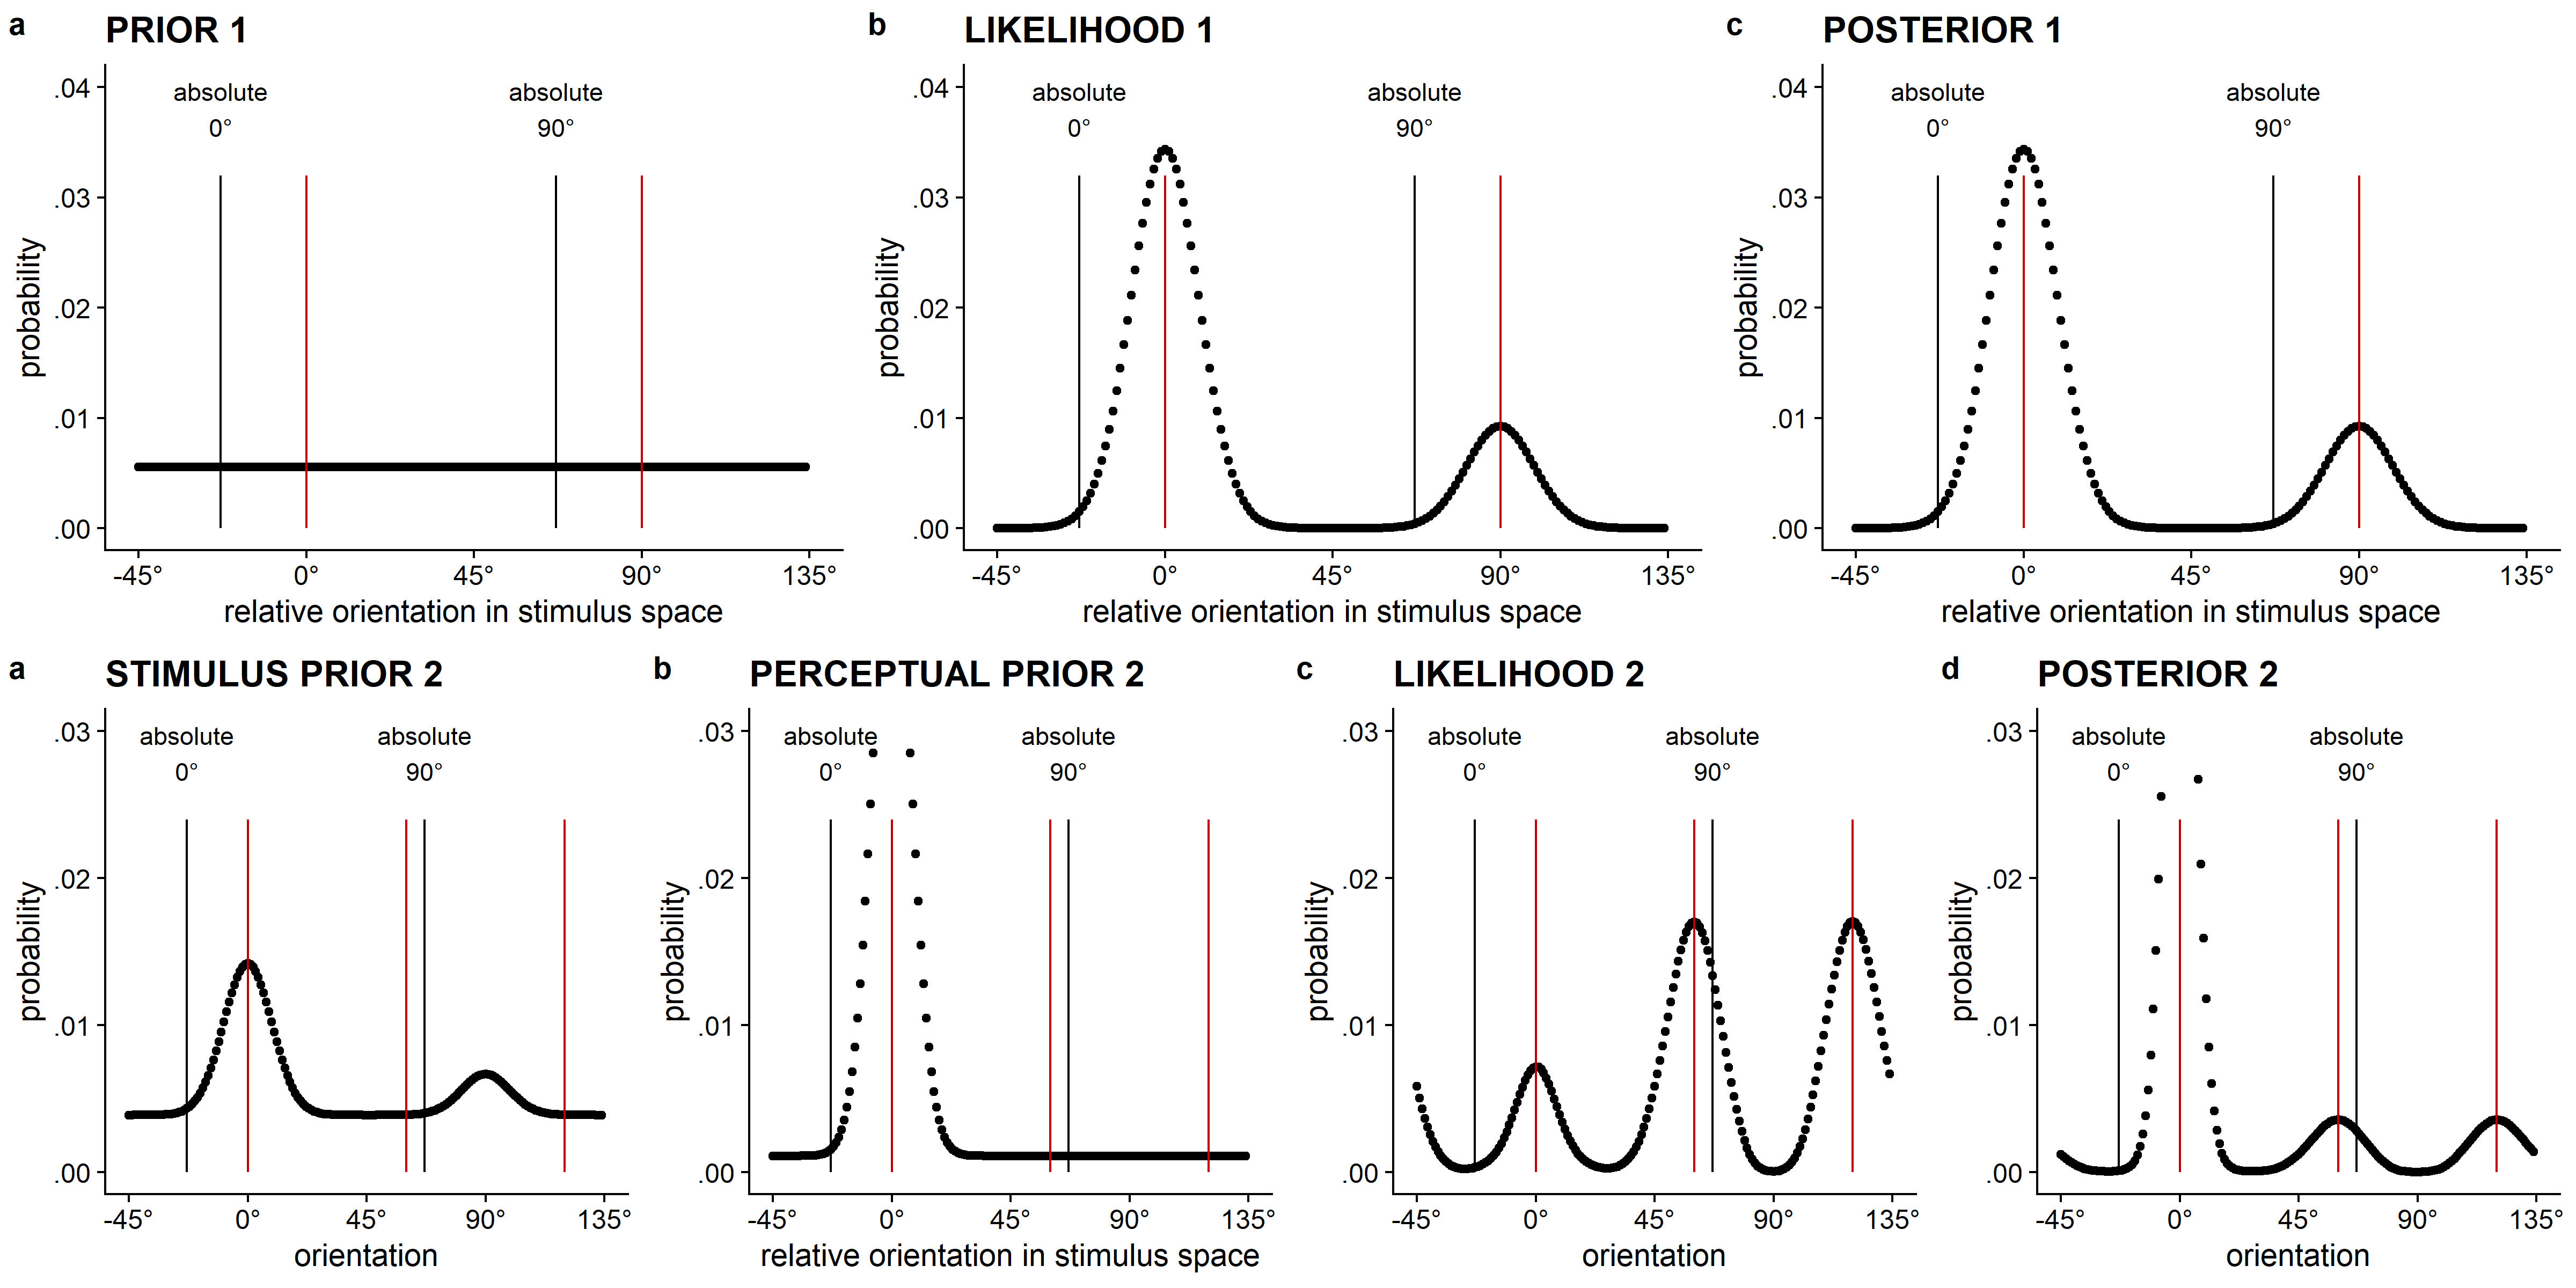 a PRIOR 1
absolute
0°
absolute
90°
.04
.03
.02
.01
.00
probability
-45° 0° 45° 90° 135°
relative orientation in stimulus space
b LIKELIHOOD 1
absolute
0°
absolute
90°
.04
.03
.02
.01
.00
probability
-45° 0° 45° 90° 135°
relative orientation in stimulus space
c POSTERIOR 1
absolute
0°
absolute
90°
.04
.03
.02
.01
.00
probability
-45° 0° 45° 90° 135°
relative orientation in stimulus space
a STIMULUS PRIOR 2
absolute
0°
absolute
90°
.03
.02
.01
.00
probability
-45° 0° 45° 90° 135°
orientation
b PERCEPTUAL PRIOR 2
absolute
0°
absolute
90°
.03
.02
.01
.00
probability
-45° 0° 45° 90° 135°
relative orientation in stimulus space
c LIKELIHOOD 2
absolute
0°
absolute
90°
.03
.02
.01
.00
probability
-45° 0° 45° 90° 135°
orientation
d POSTERIOR 2
absolute
0°
absolute
90°
.03
.02
.01
.00
probability
-45° 0° 45° 90° 135°
orientation